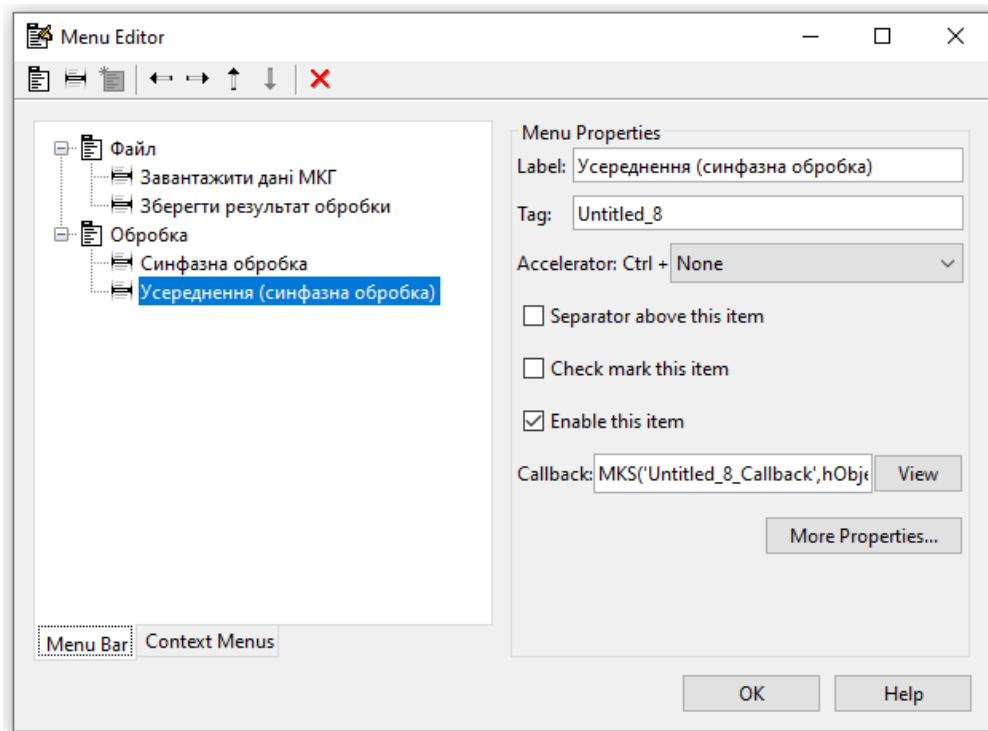 Menu Editor
Файл
Завантажити дані МКГ
Зберегти результат обробки
Обробка
Синфазна обробка
Усереднення (синфазна обробка)
Menu Bar
Context Menus
Menu Properties
Label: Усереднення (синфазна обробка)
Tag: Untitled_8
Accelerator: Ctrl + None
Separator above this item
Check mark this item
Enable this item
Callback: MKS('Untitled_8_Callback',hObje View
More Properties...
OK
Help